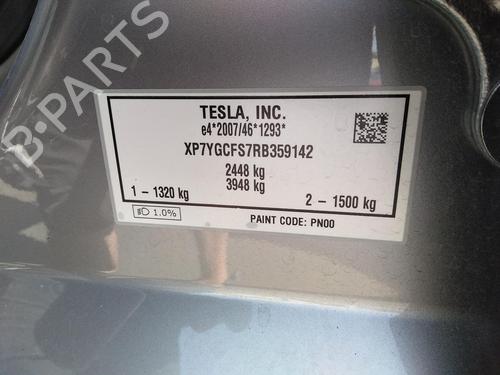 TESLA, INC.
e4*2007/46*1293*
XP7YGCFS7RB359142
2448 kg
3948 kg
1 – 1320 kg
2 – 1500 kg
1.0%
PAINT CODE: PN00
B-PARTS